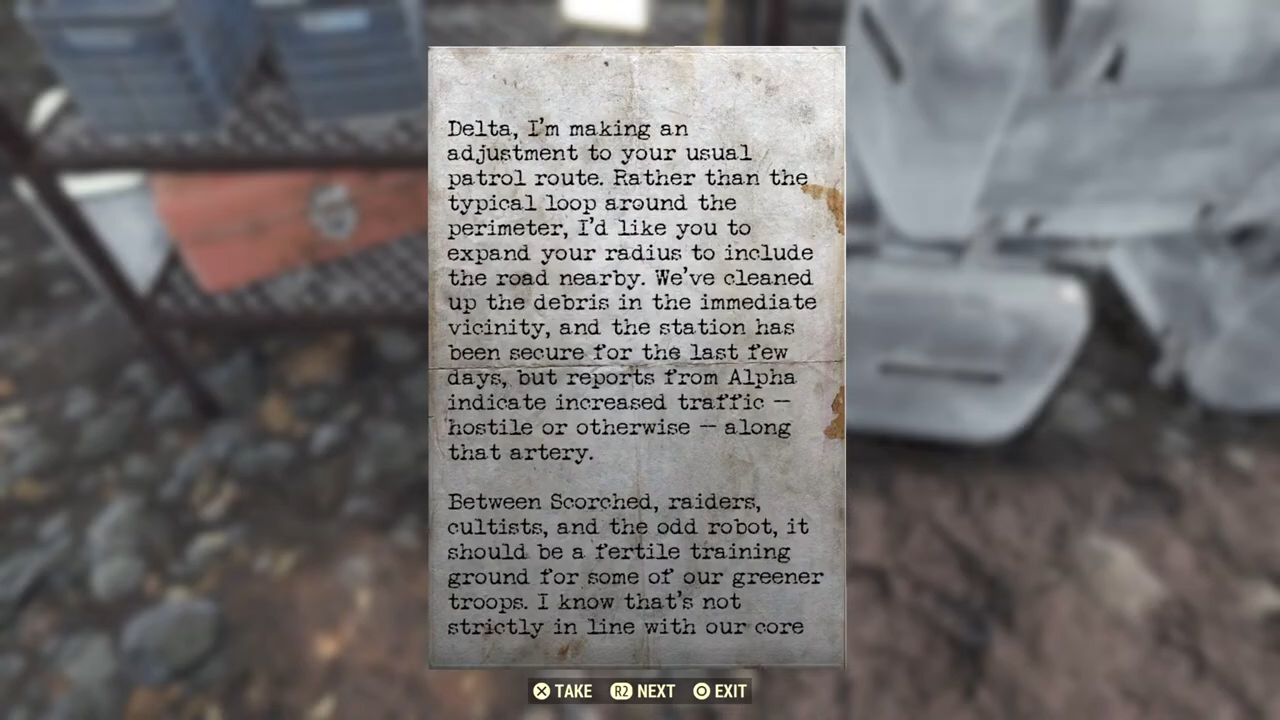 Delta, I'm making an
adjustment to your usual
patrol route. Rather than the
typical loop around the
perimeter, I'd like you to
expand your radius to include
the road nearby. We've cleaned
up the debris in the immediate
vicinity, and the station has
been secure for the last few
days, but reports from Alpha
indicate increased traffic —
hostile or otherwise — along
that artery.
Between Scorched, raiders,
cultists, and the odd robot, it
should be a fertile training
ground for some of our greener
troops. I know that's not
strictly in line with our core
TAKE R2 NEXT EXIT